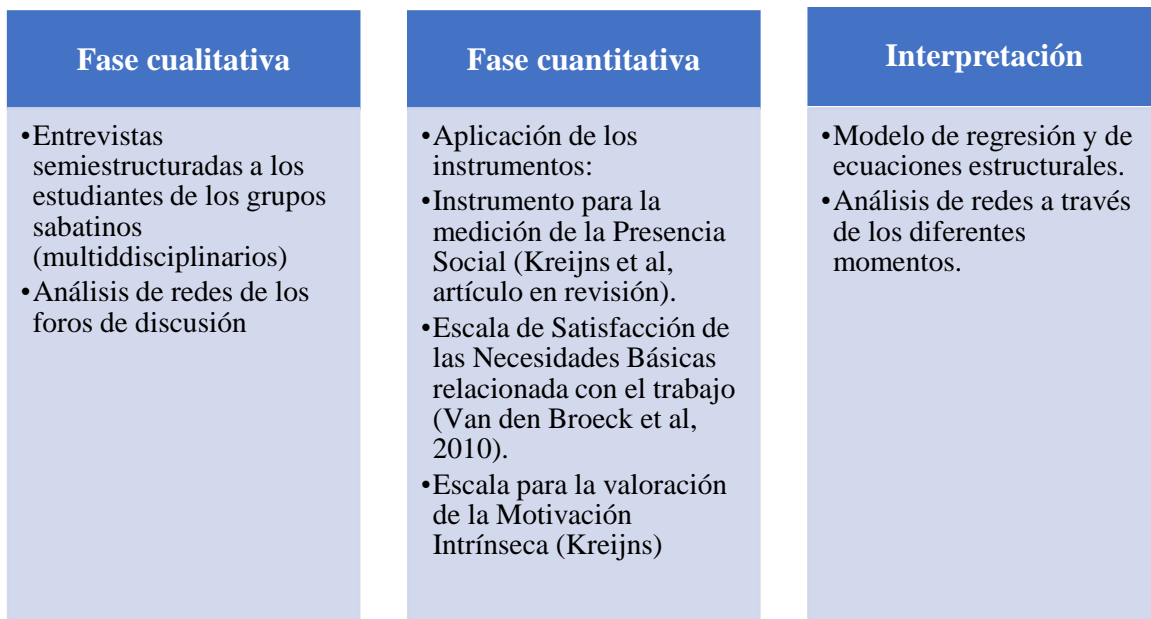 Fase cualitativa
•Entrevistas
semiestructuradas a los
estudiantes de los grupos
sabatinos
(multiddisciplinarios)
•Análisis de redes de los
foros de discusión
Fase cuantitativa
•Aplicación de los
instrumentos:
•Instrumento para la
medición de la Presencia
Social (Kreijns et al,
artículo en revisión).
•Escala de Satisfacción de
las Necesidades Básicas
relacionada con el trabajo
(Van den Broeck et al,
2010).
•Escala para la valoración
de la Motivación
Intrínseca (Kreijns)
Interpretación
•Modelo de regresión y de
ecuaciones estructurales.
•Análisis de redes a través
de los diferentes
momentos.